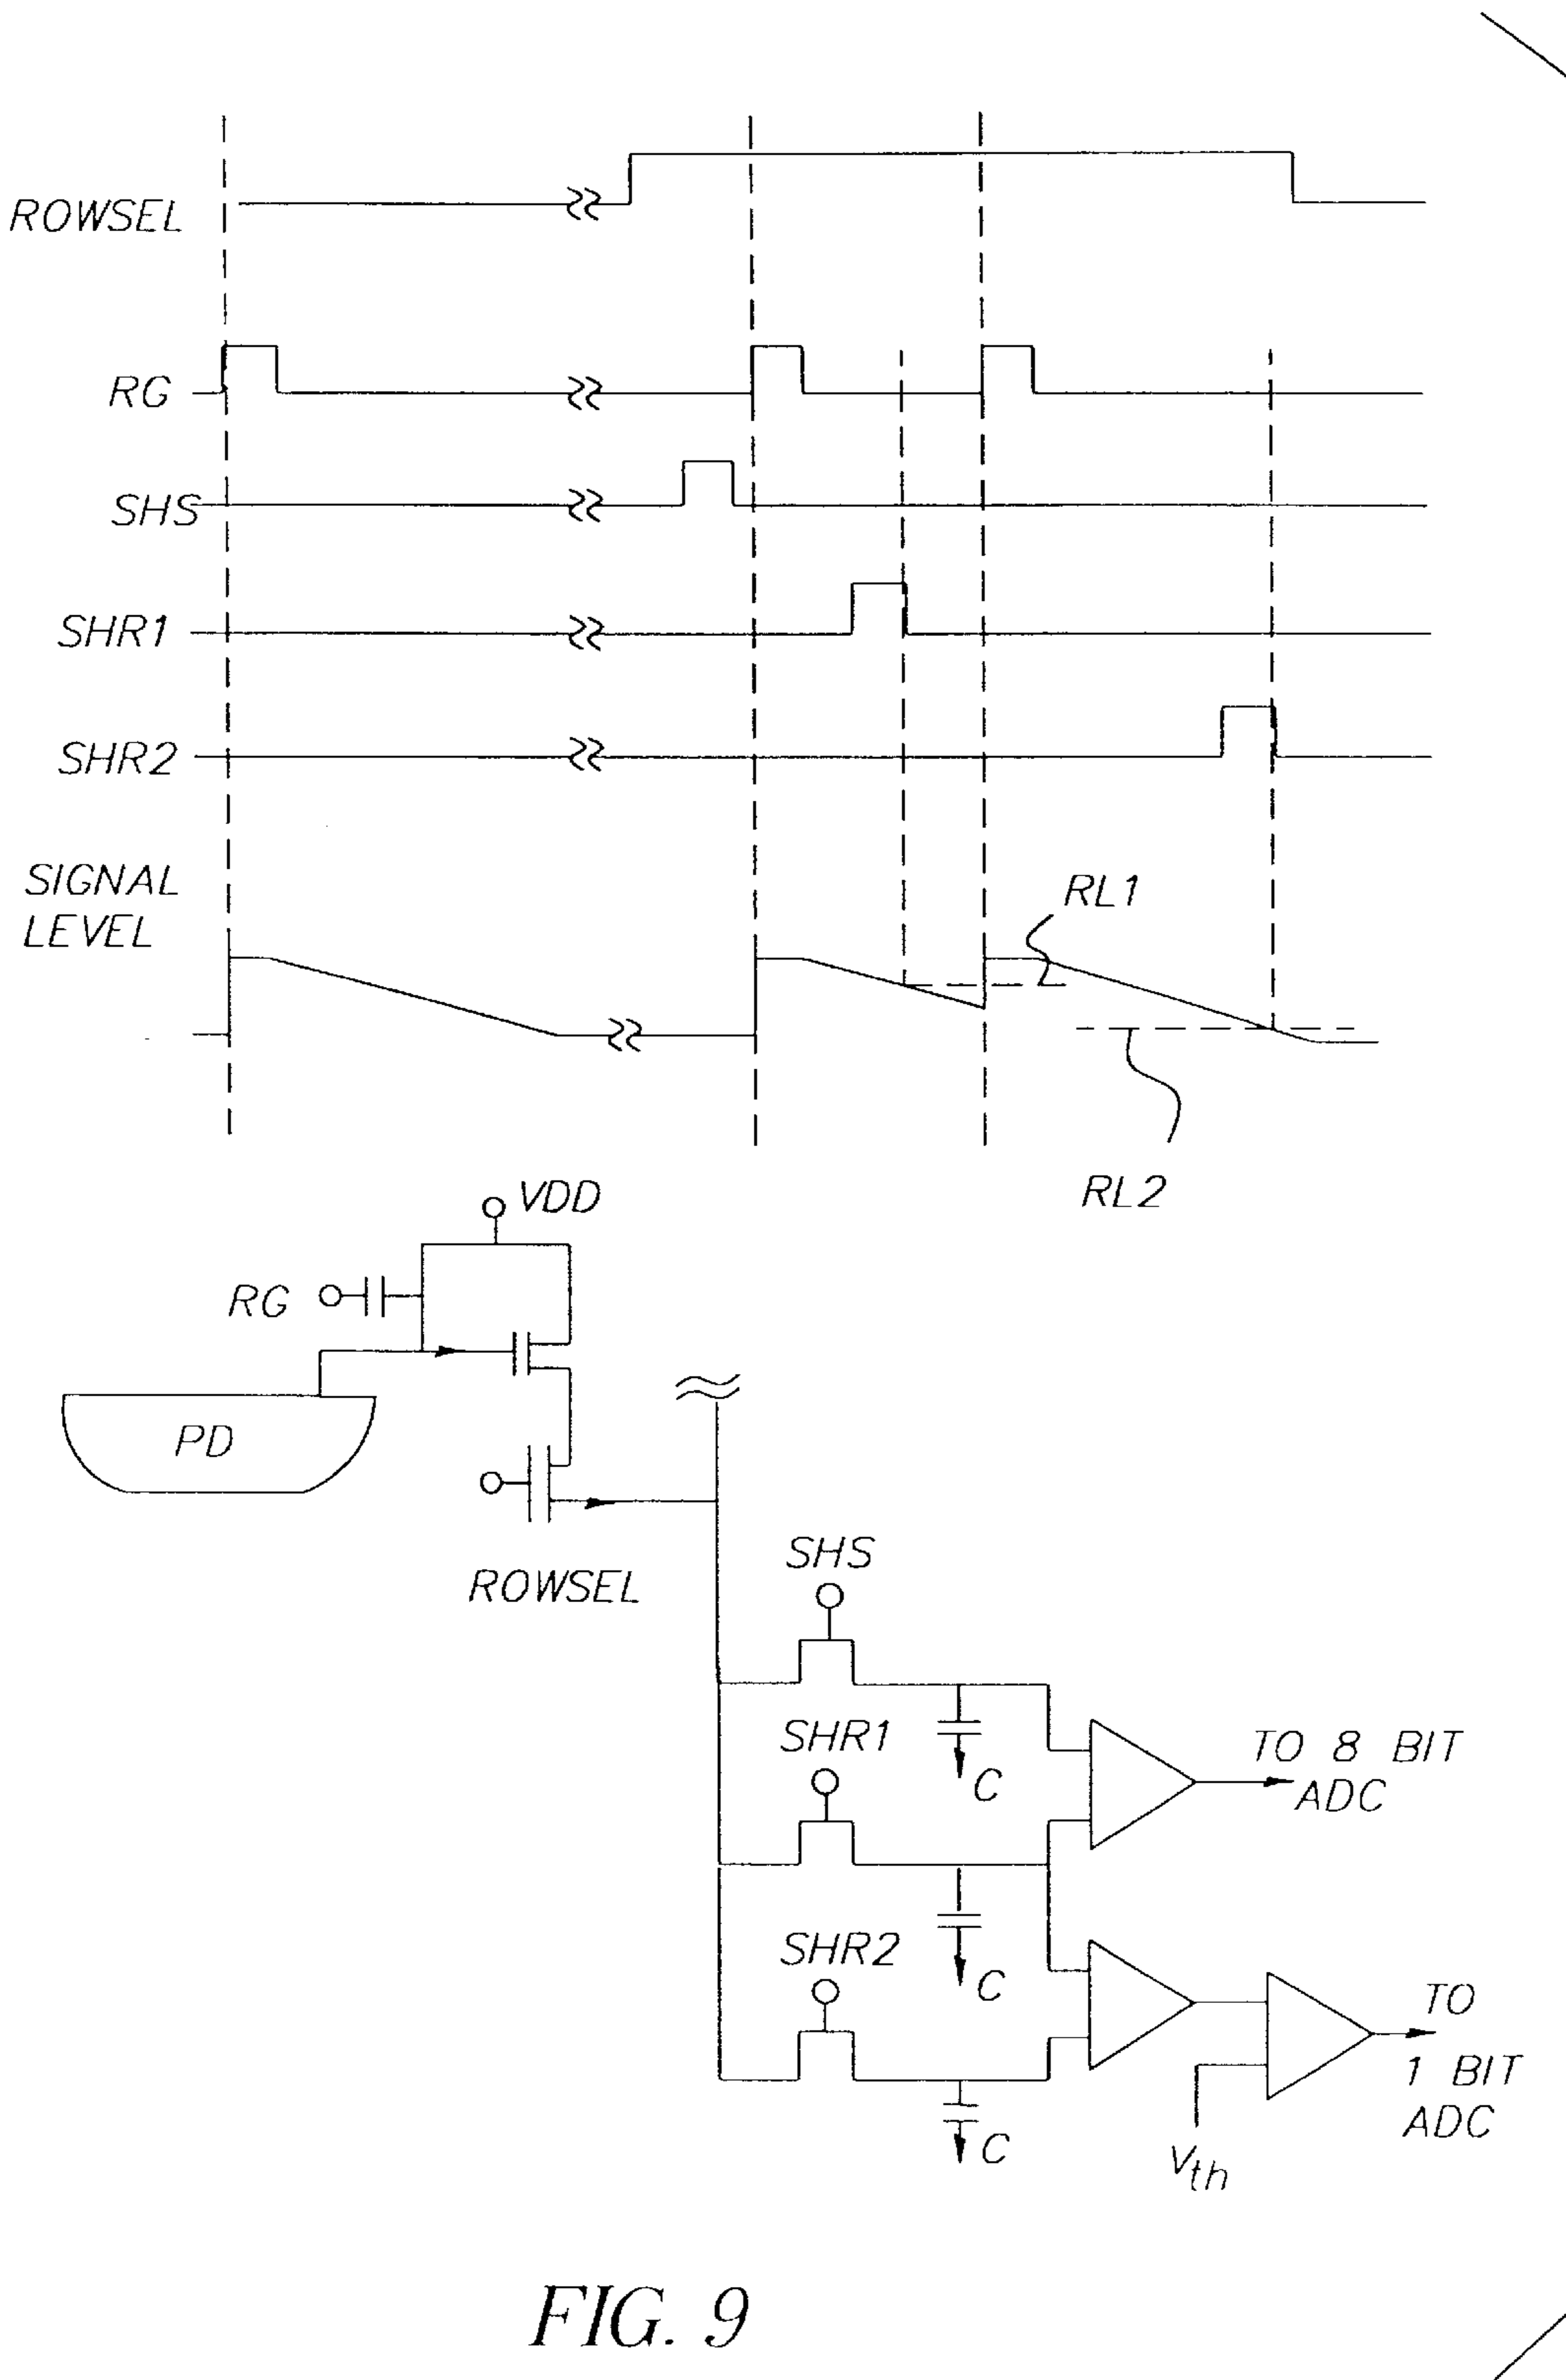 ROWSEL
RG
SHS
SHR1
SHR2
SIGNAL
LEVEL
RL1
RL2
VDD
RG
PD
ROWSEL
SHS
SHR1
C
TO 8 BIT
ADC
SHR2
C
TO
1 BIT
ADC
C
Vth
FIG. 9